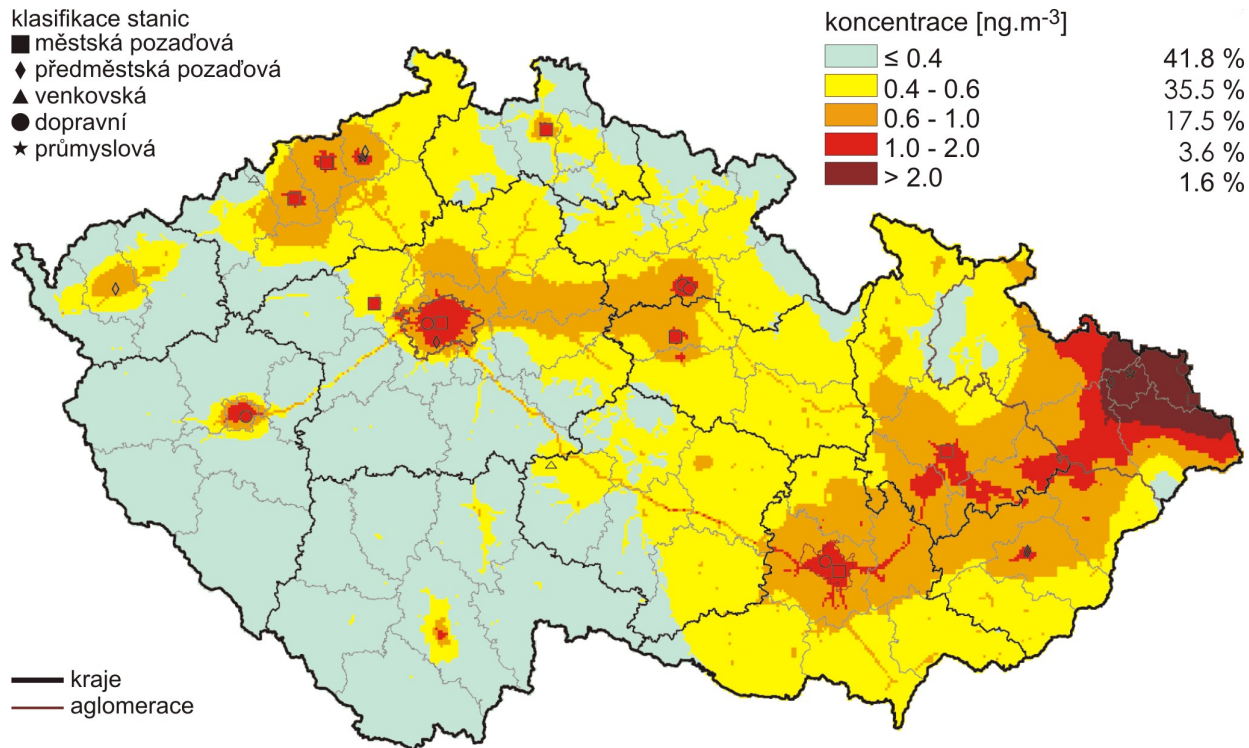 klasifikace stanic
městská pozaďová
předměstská pozaďová
venkovská
dopravní
průmyslová
koncentrace [ng.m-3]
≤ 0.4 41.8 %
0.4 - 0.6 35.5 %
0.6 - 1.0 17.5 %
1.0 - 2.0 3.6 %
> 2.0 1.6 %
kraje
aglomerace